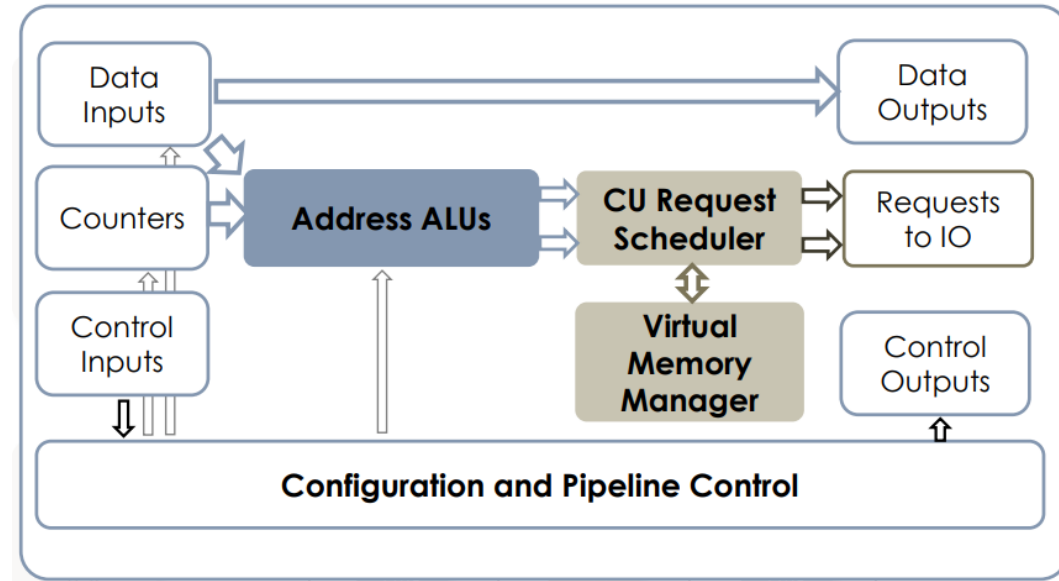 Data
Inputs
Data
Outputs
Counters
Address ALUs
CU Request
Scheduler
Requests
to IO
Control
Inputs
Virtual
Memory
Manager
Control
Outputs
Configuration and Pipeline Control